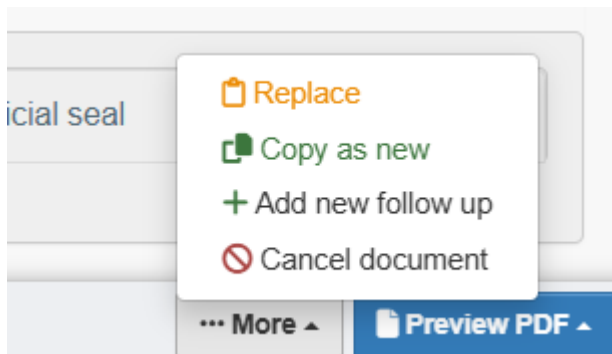 Replace
icial seal
Copy as new
Add new follow up
Cancel document
More
Preview PDF